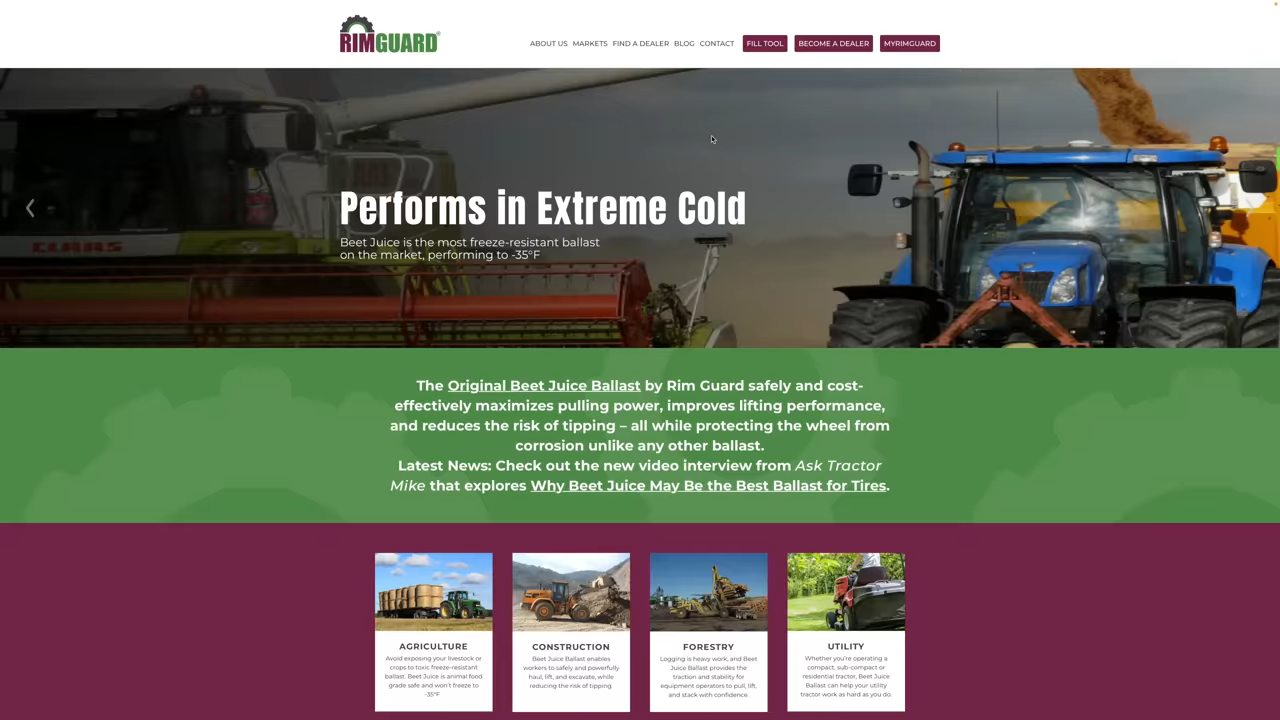 RIMGUARD®
ABOUT US MARKETS FIND A DEALER BLOG CONTACT FILL TOOL BECOME A DEALER MYRIMGUARD
CLAAS
Performs in Extreme Cold
Beet Juice is the most freeze-resistant ballast
on the market, performing to -35°F
The Original Beet Juice Ballast by Rim Guard safely and cost-
effectively maximizes pulling power, improves lifting performance,
and reduces the risk of tipping – all while protecting the wheel from
corrosion unlike any other ballast.
Latest News: Check out the new video interview from Ask Tractor
Mike that explores Why Beet Juice May Be the Best Ballast for Tires.
AGRICULTURE
Avoid exposing your livestock or
crops to toxic freeze-resistant
ballast. Beet Juice is animal food
grade safe and won't freeze to
-35°F
CONSTRUCTION
Beet Juice Ballast enables
workers to safely and powerfully
haul, lift, and excavate, while
reducing the risk of tipping.
FORESTRY
Logging is heavy work, and Beet
Juice Ballast provides the
traction and stability for
equipment operators to pull, lift,
and stack with confidence.
UTILITY
Whether you're operating a
compact, sub-compact or
residential tractor, Beet Juice
Ballast can help your utility
tractor work as hard as you do.